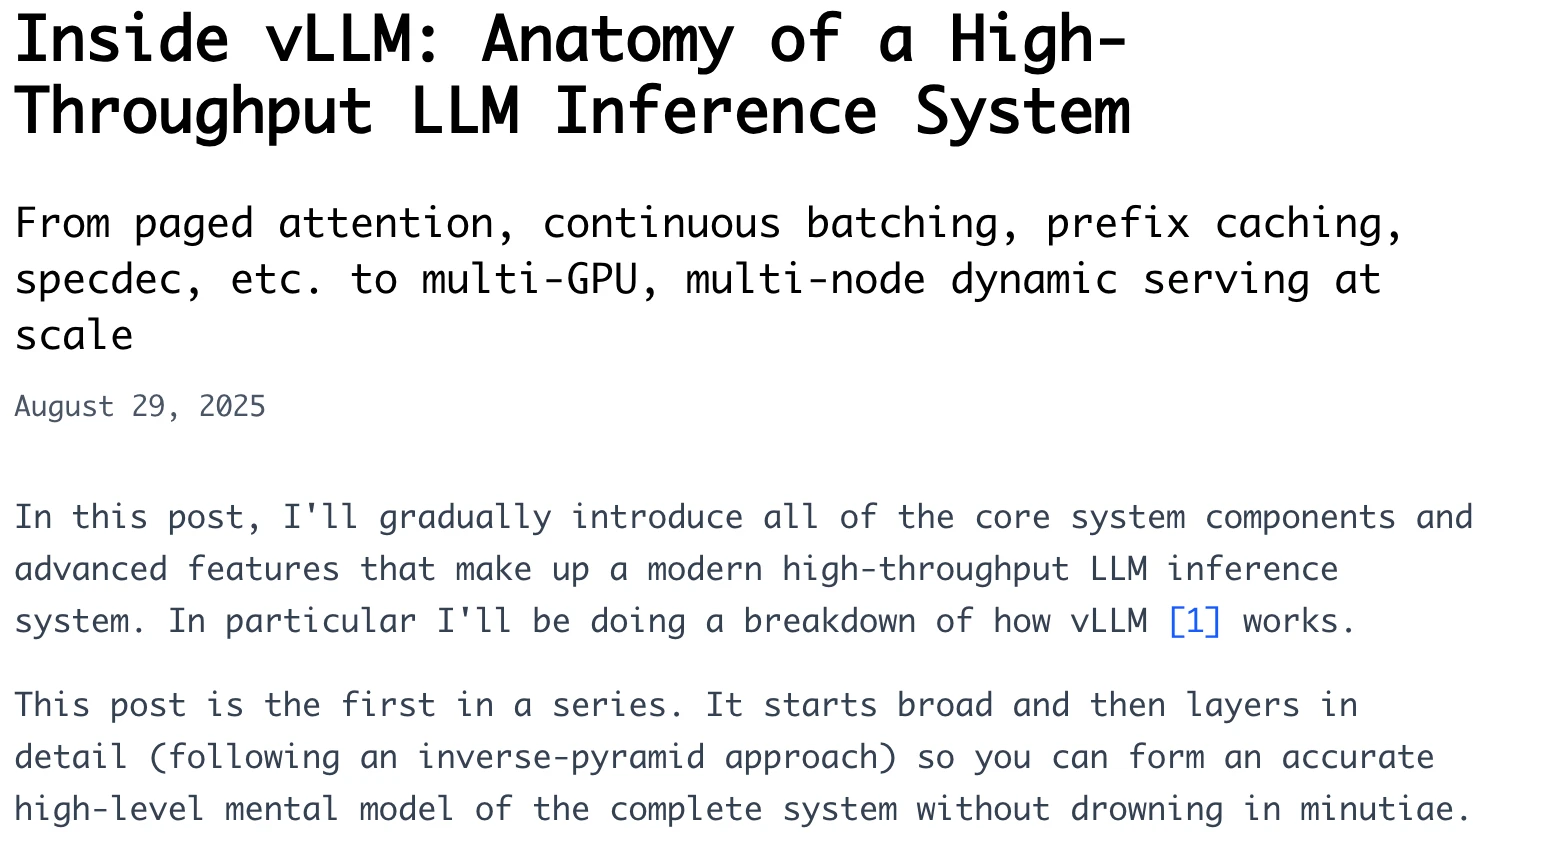 Inside vLLM: Anatomy of a High-
Throughput LLM Inference System
From paged attention, continuous batching, prefix caching,
specdec, etc. to multi-GPU, multi-node dynamic serving at
scale
August 29, 2025
In this post, I'll gradually introduce all of the core system components and
advanced features that make up a modern high-throughput LLM inference
system. In particular I'll be doing a breakdown of how vLLM [1] works.
This post is the first in a series. It starts broad and then layers in
detail (following an inverse-pyramid approach) so you can form an accurate
high-level mental model of the complete system without drowning in minutiae.